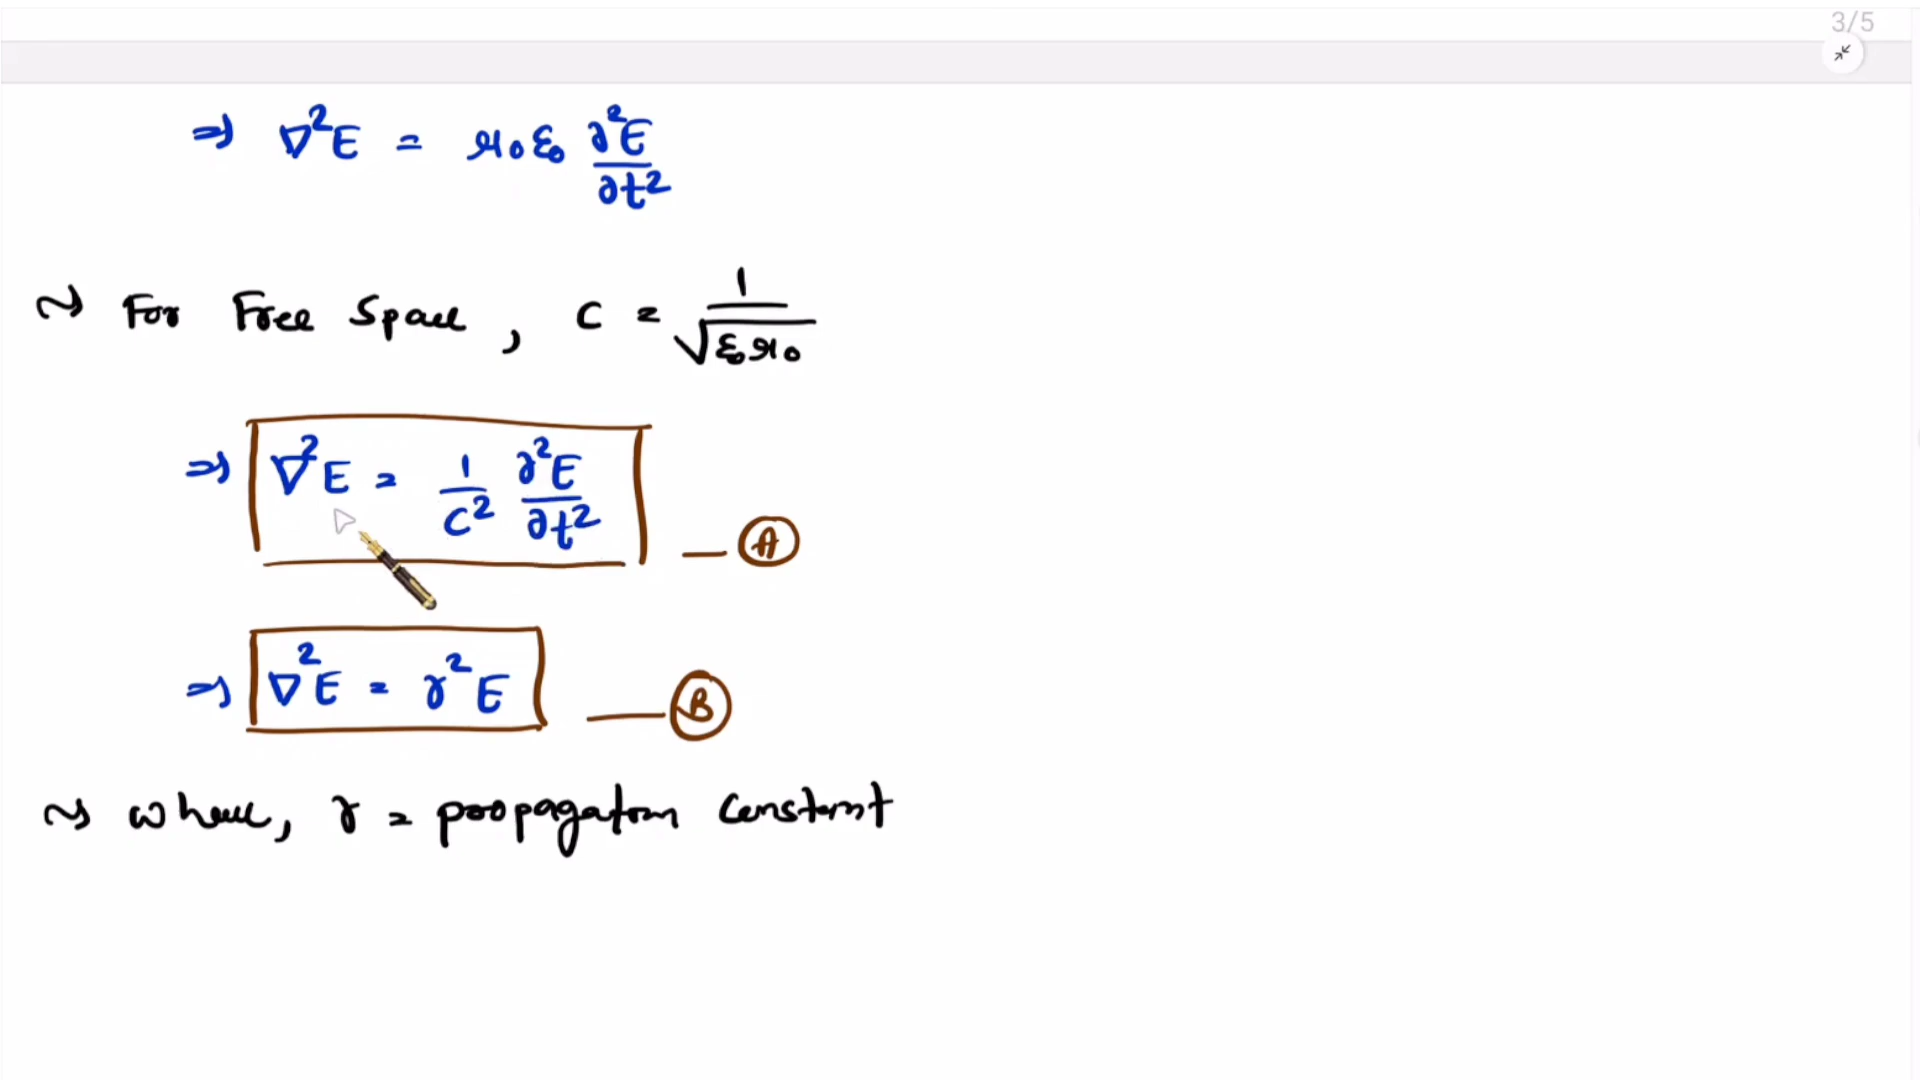 3/5
⇒ ∇²E = μ₀ε₀ ∂²E/∂t²
~ For Free Space, C = 1/√ε₀μ₀
⇒ ∇²E = 1/C² ∂²E/∂t² — Ⓐ
⇒ ∇²E = γ²E — Ⓑ
~ where, γ = propagation constant